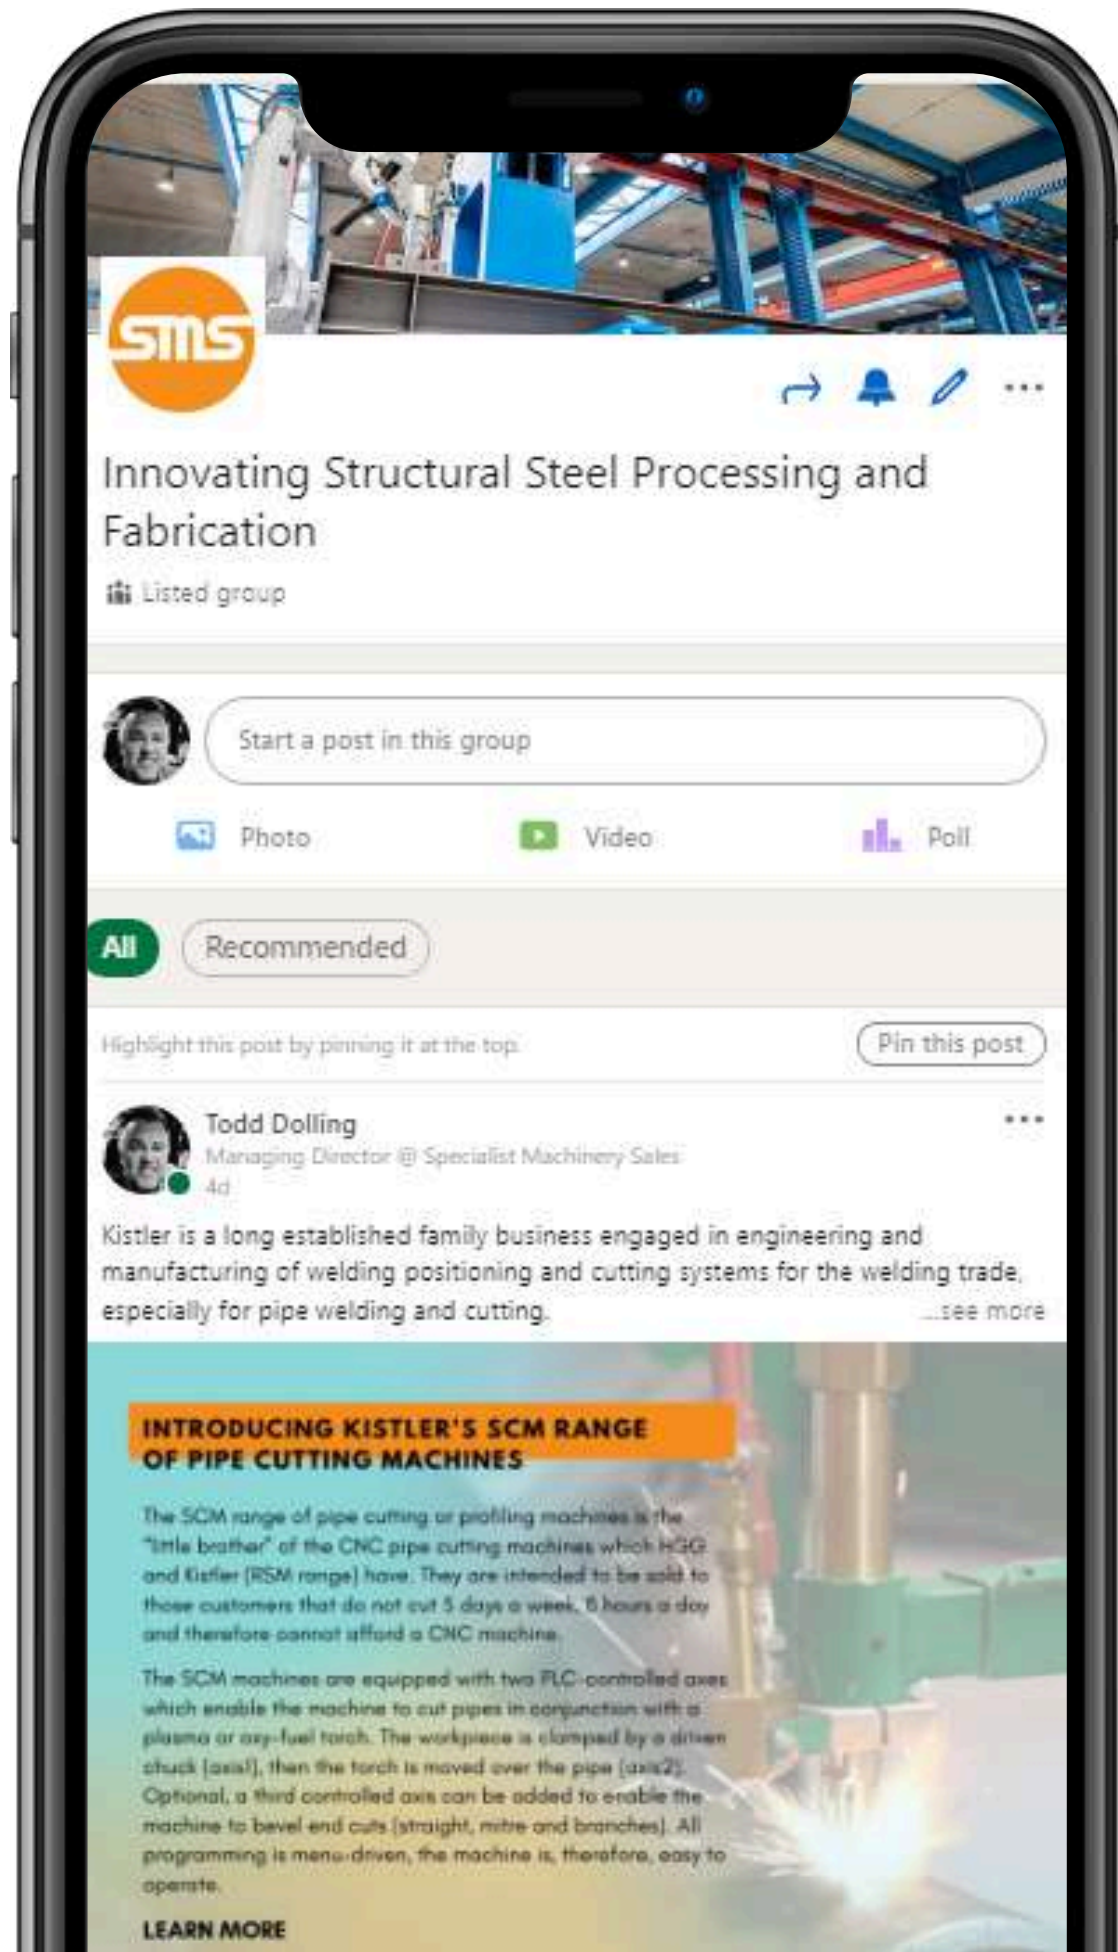 sms
Innovating Structural Steel Processing and
Fabrication
Listed group
Start a post in this group
Photo
Video
Poll
All
Recommended
Highlight this post by pinning it at the top.
Pin this post
Todd Dolling
Managing Director @ Specialist Machinery Sales
4d
Kistler is a long established family business engaged in engineering and
manufacturing of welding positioning and cutting systems for the welding trade,
especially for pipe welding and cutting.
...see more
INTRODUCING KISTLER'S SCM RANGE
OF PIPE CUTTING MACHINES
The SCM range of pipe cutting or profiling machines is the
"little brother" of the CNC pipe cutting machines which HGG
and Kistler (RSM range) have. They are intended to be sold to
those customers that do not cut 5 days a week, 6 hours a day
and therefore cannot afford a CNC machine.
The SCM machines are equipped with two PLC-controlled axes
which enable the machine to cut pipes in conjunction with a
plasma or oxy-fuel torch. The workpiece is clamped by a driven
chuck (axis1), then the torch is moved over the pipe (axis2).
Optional, a third controlled axis can be added to enable the
machine to bevel end cuts (straight, mitre and branches). All
programming is menu-driven, the machine is, therefore, easy to
operate.
LEARN MORE